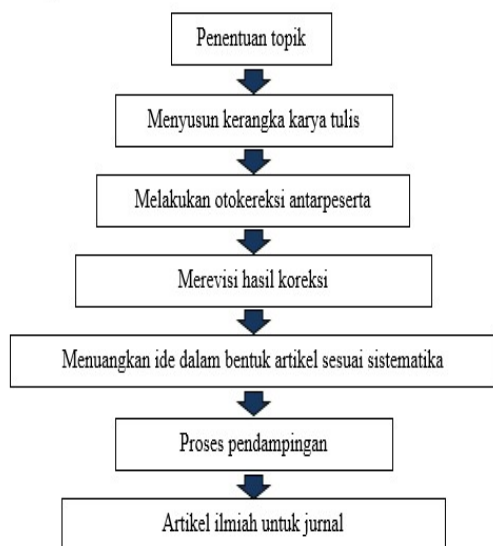 Penentuan topik
Menyusun kerangka karya tulis
Melakukan otokereksi antarpeserta
Merevisi hasil koreksi
Menuangkan ide dalam bentuk artikel sesuai sistematika
Proses pendampingan
Artikel ilmiah untuk jurnal